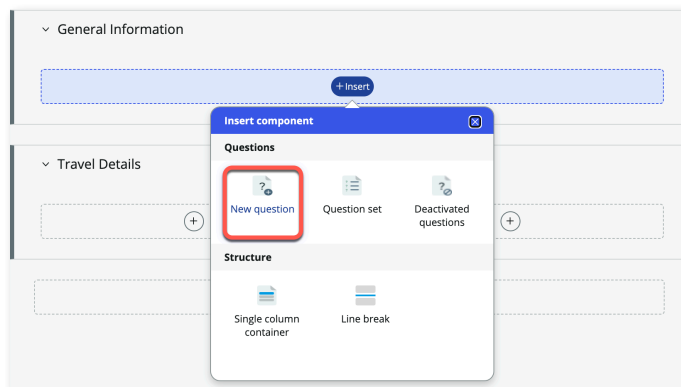 General Information
+ Insert
Insert component
Questions
New question
Question set
Deactivated
questions
Travel Details
Structure
Single column
container
Line break